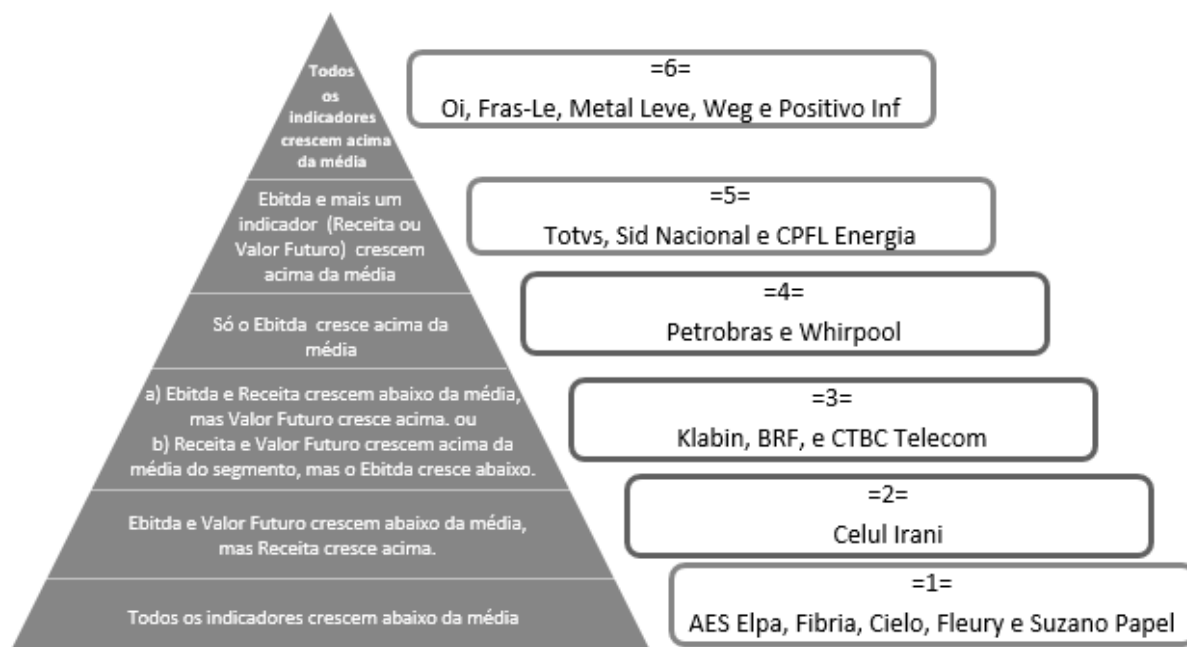 Todos
os
indicadores
crescem acima
da média
=6=
Oi, Fras-Le, Metal Leve, Weg e Positivo Inf
Ebitda e mais um
indicador (Receita ou
Valor Futuro) crescem
acima da média
=5=
Totvs, Sid Nacional e CPFL Energia
Só o Ebitda cresce acima da
média
=4=
Petrobras e Whirpool
a) Ebitda e Receita crescem abaixo da média,
mas Valor Futuro cresce acima. ou
b) Receita e Valor Futuro crescem acima da
média do segmento, mas o Ebitda cresce abaixo.
=3=
Klabin, BRF, e CTBC Telecom
Ebitda e Valor Futuro crescem abaixo da média,
mas Receita cresce acima.
=2=
Celul Irani
Todos os indicadores crescem abaixo da média
=1=
AES Elpa, Fibria, Cielo, Fleury e Suzano Papel